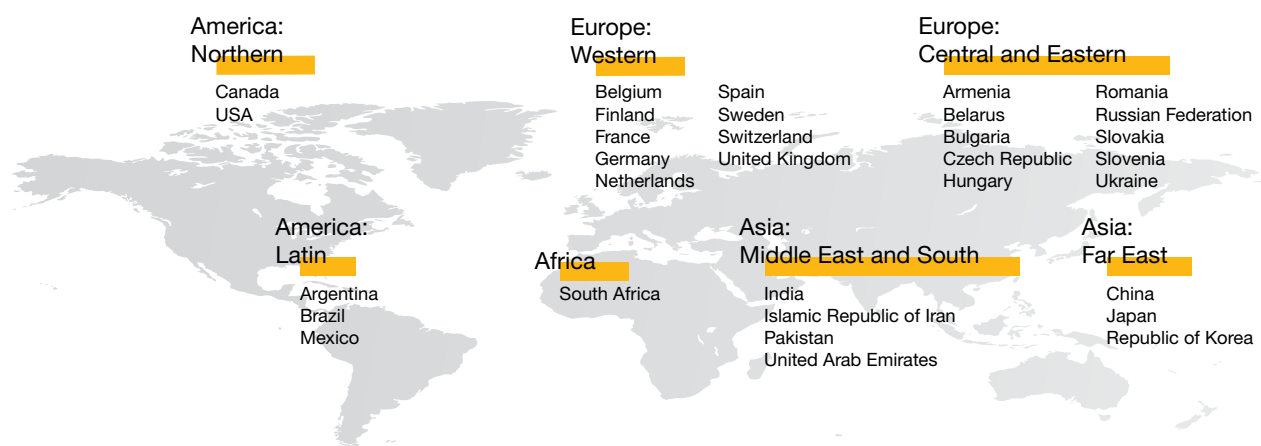 America:
Northern
Canada
USA
Europe:
Western
Belgium
Finland
France
Germany
Netherlands
Spain
Sweden
Switzerland
United Kingdom
Europe:
Central and Eastern
Armenia
Belarus
Bulgaria
Czech Republic
Hungary
Romania
Russian Federation
Slovakia
Slovenia
Ukraine
America:
Latin
Argentina
Brazil
Mexico
Africa
South Africa
Asia:
Middle East and South
India
Islamic Republic of Iran
Pakistan
United Arab Emirates
Asia:
Far East
China
Japan
Republic of Korea